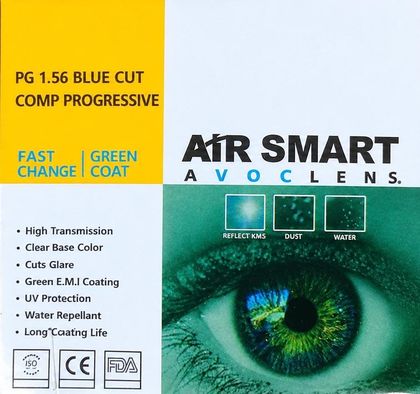 PG 1.56 BLUE CUT
COMP PROGRESSIVE
FAST CHANGE | GREEN COAT
AIR SMART
AVOCLENS®
REFLECT KMS
DUST
WATER
• High Transmission
• Clear Base Color
• Cuts Glare
• Green E.M.I Coating
• UV Protection
• Water Repellant
• Long Coating Life
ISO
CE
FDA